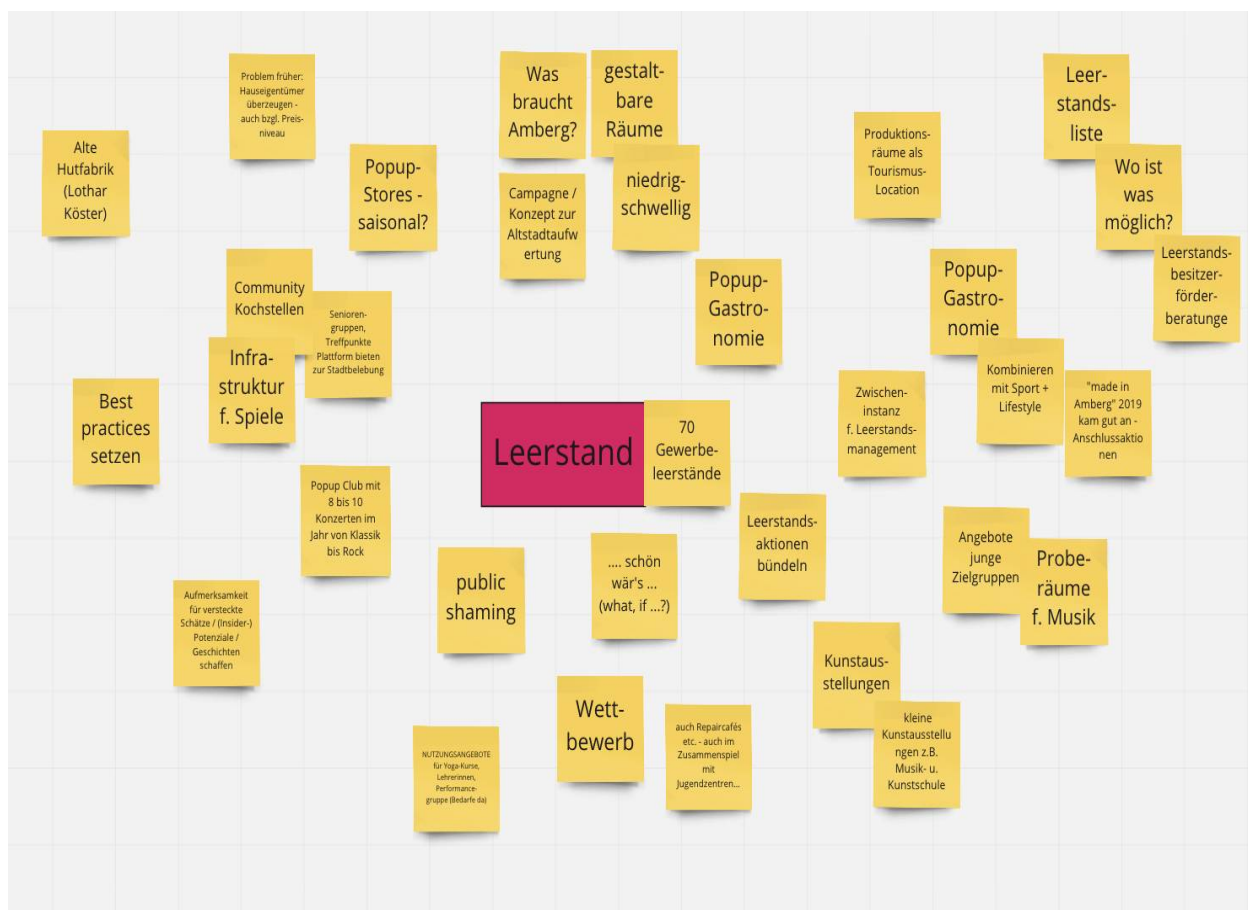 Problem früher:
Hauseigentümer
überzeugen -
auch bzgl. Preis-
niveau
Was
braucht
Amberg?
gestalt-
bare
Räume
Leer-
stands-
liste
Alte
Hutfabrik
(Lothar
Köster)
Popup-
Stores -
saisonal?
Campagne /
Konzept zur
Altstadtaufw
ertung
niedrig-
schwellig
Produktions-
räume als
Tourismus-
Location
Wo ist
was
möglich?
Leerstands-
besitzer-
förder-
beratunge
Community
Kochstellen
Senioren-
gruppen,
Treffpunkte
Plattform bieten
zur Stadtbelebung
Infra-
struktur
f. Spiele
Popup-
Gastro-
nomie
Popup-
Gastro-
nomie
Kombinieren
mit Sport +
Lifestyle
"made in
Amberg" 2019
kam gut an -
Anschlussaktio
nen
Best
practices
setzen
Leerstand
70
Gewerbe-
leerstände
Zwischen-
instanz
f. Leerstands-
management
Popup Club mit
8 bis 10
Konzerten im
Jahr von Klassik
bis Rock
Leerstands-
aktionen
bündeln
Angebote
junge
Zielgruppen
Probe-
räume
f. Musik
public
shaming
.... schön
wär's ...
(what, if ...?)
Aufmerksamkeit
für versteckte
Schätze / (Insider-)
Potenziale /
Geschichten
schaffen
Kunstaus-
stellungen
kleine
Kunstausstellu
ngen z.B.
Musik- u.
Kunstschule
Wett-
bewerb
auch Repaircafés
etc. - auch im
Zusammenspiel
mit
Jugendzentren...
NUTZUNGSANGEBOTE
für Yoga-Kurse,
Lehrerinnen,
Performance-
gruppe (Bedarfe da)